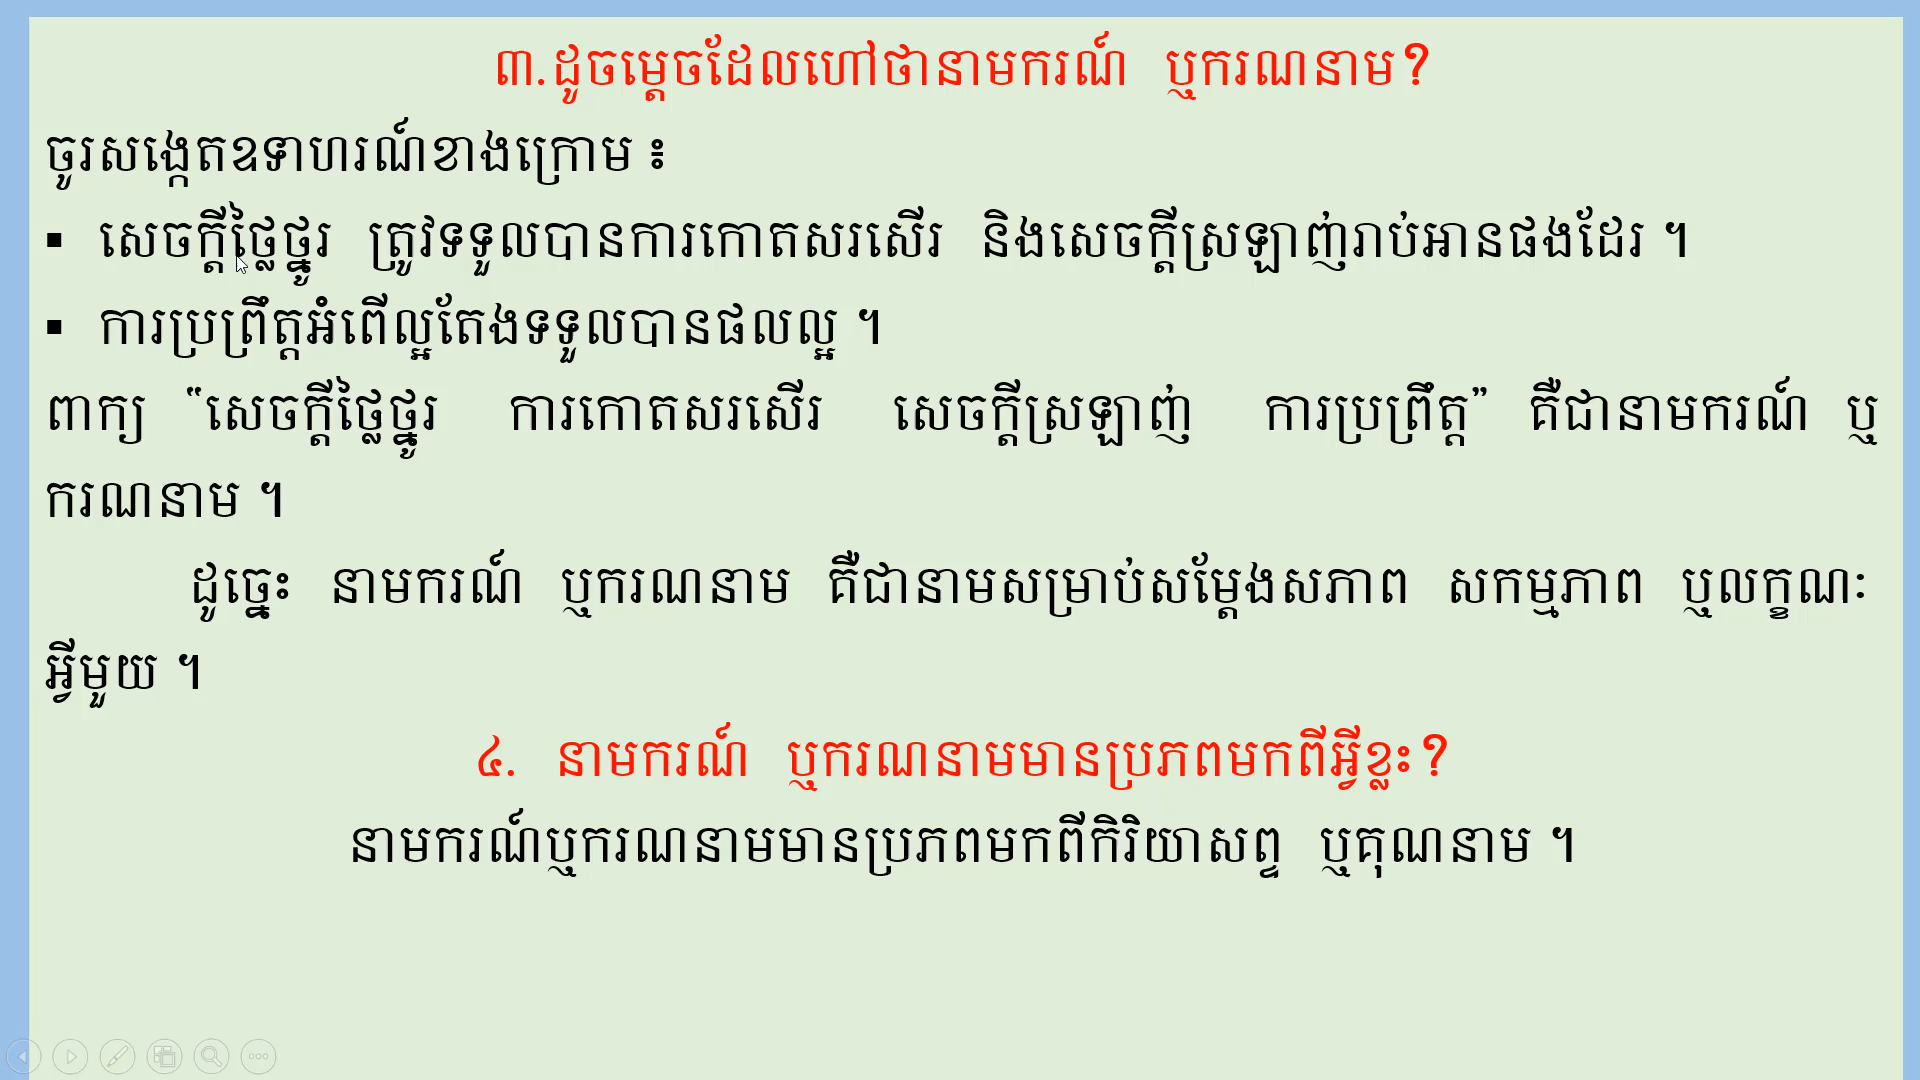 ៣.ដូចម្ដេចដែលហៅថានាមករណ៍ ឬករណនាម?
ចូរសង្កេតឧទាហរណ៍ខាងក្រោម ៖
▪ សេចក្ដីថ្លៃថ្នូរ ត្រូវទទួលបានការកោតសរសើរ និងសេចក្ដីស្រឡាញ់រាប់អានផងដែរ ។
▪ ការប្រព្រឹត្តអំពើល្អតែងទទួលបានផលល្អ ។
ពាក្យ “សេចក្ដីថ្លៃថ្នូរ ការកោតសរសើរ សេចក្ដីស្រឡាញ់ ការប្រព្រឹត្ត” គឺជានាមករណ៍ ឬ
ករណនាម ។
ដូច្នេះ នាមករណ៍ ឬករណនាម គឺជានាមសម្រាប់សម្ដែងសភាព សកម្មភាព ឬលក្ខណៈ
អ្វីមួយ ។
៤. នាមករណ៍ ឬករណនាមមានប្រភពមកពីអ្វីខ្លះ?
នាមករណ៍ឬករណនាមមានប្រភពមកពីកិរិយាសព្ទ ឬគុណនាម ។